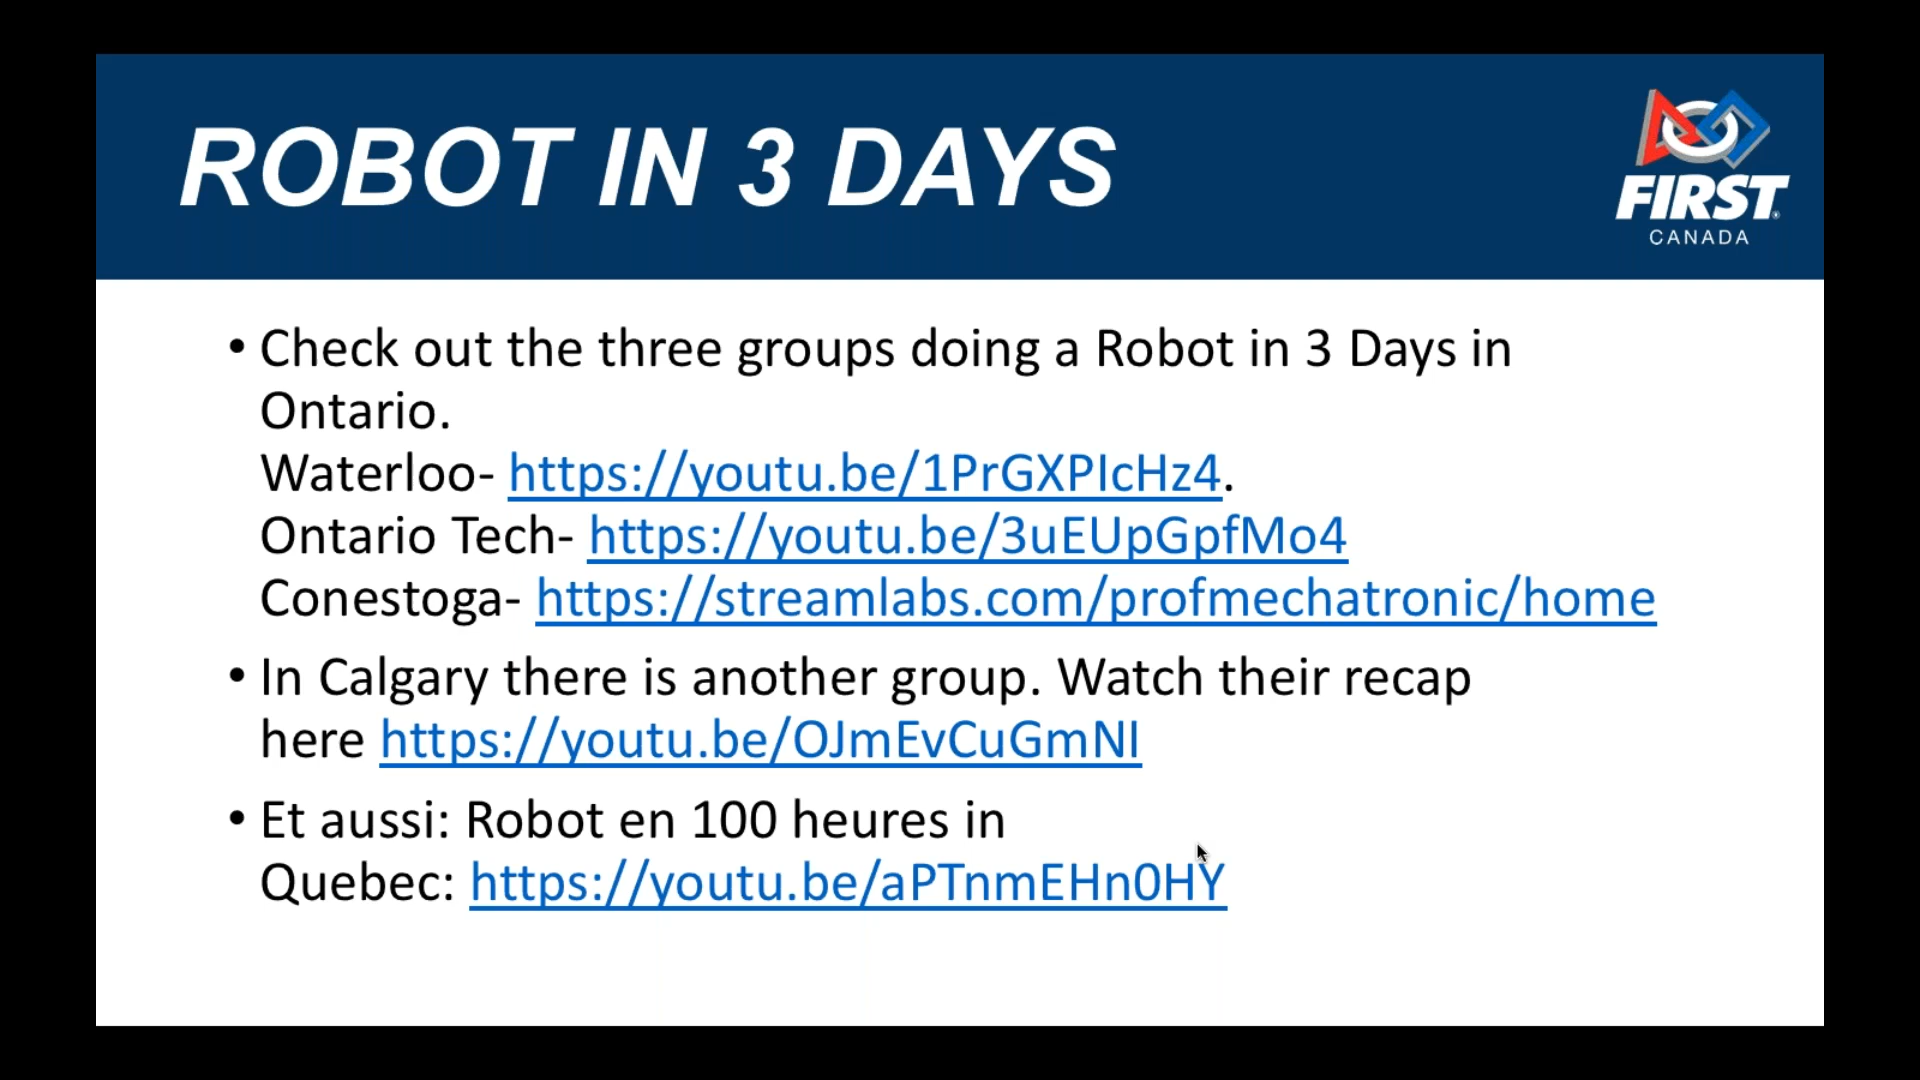 ROBOT IN 3 DAYS
FIRST
CANADA
• Check out the three groups doing a Robot in 3 Days in
Ontario.
Waterloo- https://youtu.be/1PrGXPIcHz4.
Ontario Tech- https://youtu.be/3uEUpGpfMo4
Conestoga- https://streamlabs.com/profmechatronic/home
• In Calgary there is another group. Watch their recap
here https://youtu.be/OJmEvCuGmNI
• Et aussi: Robot en 100 heures in
Quebec: https://youtu.be/aPTnmEHn0HY